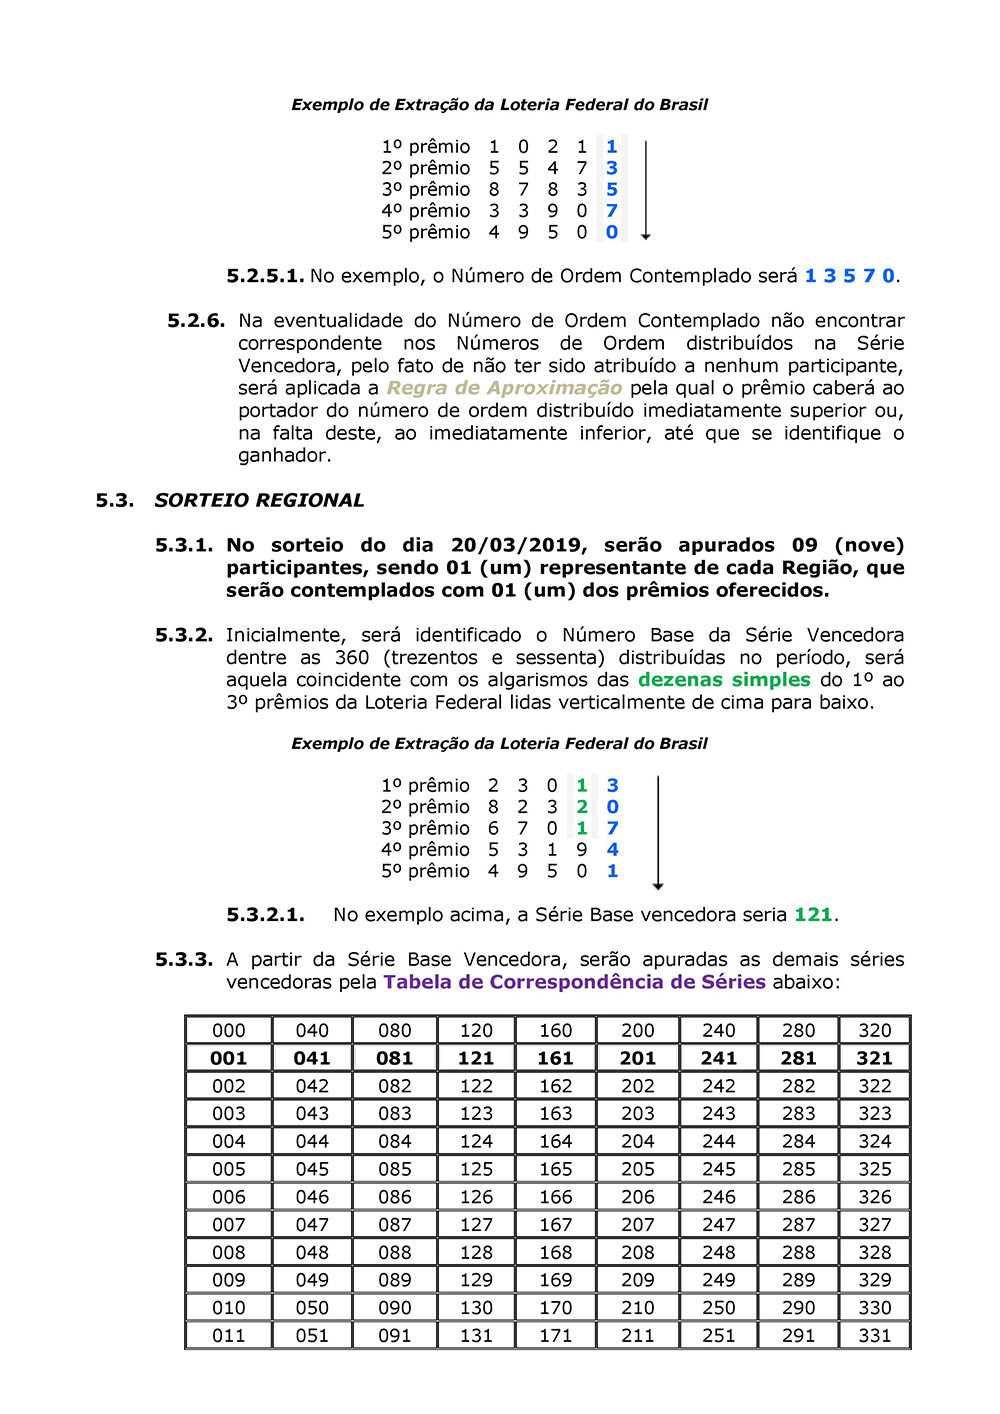 Exemplo de Extração da Loteria Federal do Brasil
1º prêmio 1 0 2 1 1
2º prêmio 5 5 4 7 3
3º prêmio 8 7 8 3 5
4º prêmio 3 3 9 0 7
5º prêmio 4 9 5 0 0
5.2.5.1. No exemplo, o Número de Ordem Contemplado será 1 3 5 7 0.
5.2.6. Na eventualidade do Número de Ordem Contemplado não encontrar
correspondente nos Números de Ordem distribuídos na Série
Vencedora, pelo fato de não ter sido atribuído a nenhum participante,
será aplicada a Regra de Aproximação pela qual o prêmio caberá ao
portador do número de ordem distribuído imediatamente superior ou,
na falta deste, ao imediatamente inferior, até que se identifique o
ganhador.
5.3. SORTEIO REGIONAL
5.3.1. No sorteio do dia 20/03/2019, serão apurados 09 (nove)
participantes, sendo 01 (um) representante de cada Região, que
serão contemplados com 01 (um) dos prêmios oferecidos.
5.3.2. Inicialmente, será identificado o Número Base da Série Vencedora
dentre as 360 (trezentos e sessenta) distribuídas no período, será
aquela coincidente com os algarismos das dezenas simples do 1º ao
3º prêmios da Loteria Federal lidas verticalmente de cima para baixo.
Exemplo de Extração da Loteria Federal do Brasil
1º prêmio 2 3 0 1 3
2º prêmio 8 2 3 2 0
3º prêmio 6 7 0 1 7
4º prêmio 5 3 1 9 4
5º prêmio 4 9 5 0 1
5.3.2.1. No exemplo acima, a Série Base vencedora seria 121.
5.3.3. A partir da Série Base Vencedora, serão apuradas as demais séries
vencedoras pela Tabela de Correspondência de Séries abaixo:
000 040 080 120 160 200 240 280 320
001 041 081 121 161 201 241 281 321
002 042 082 122 162 202 242 282 322
003 043 083 123 163 203 243 283 323
004 044 084 124 164 204 244 284 324
005 045 085 125 165 205 245 285 325
006 046 086 126 166 206 246 286 326
007 047 087 127 167 207 247 287 327
008 048 088 128 168 208 248 288 328
009 049 089 129 169 209 249 289 329
010 050 090 130 170 210 250 290 330
011 051 091 131 171 211 251 291 331